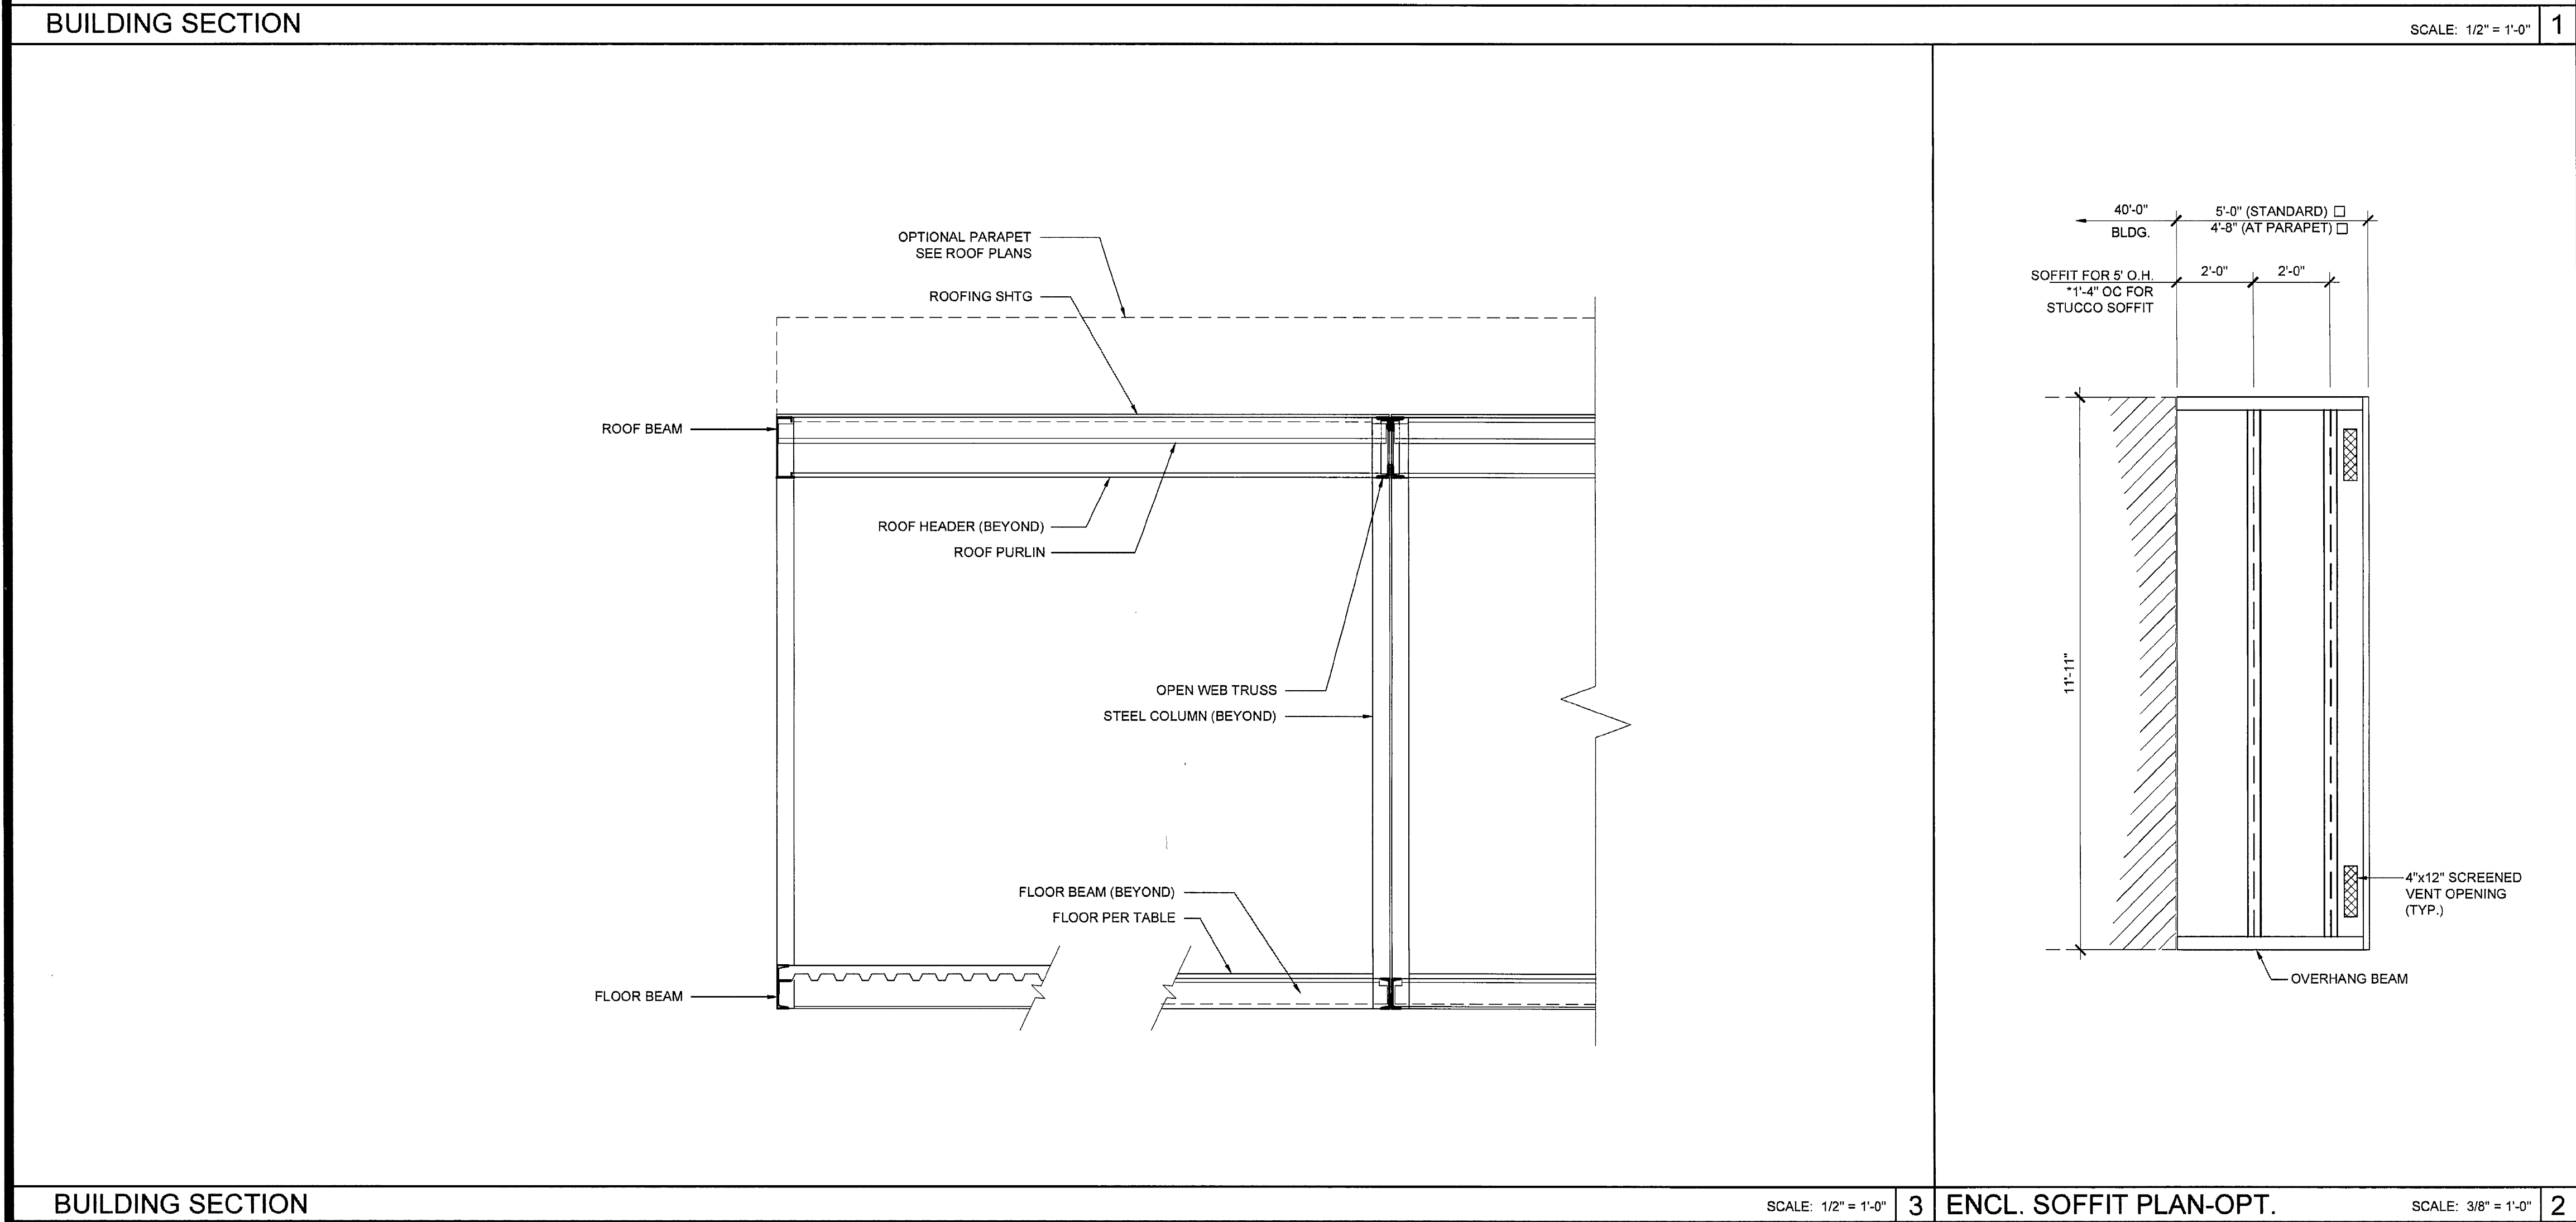 BUILDING SECTION
SCALE: 1/2" = 1'-0"
1
OPTIONAL PARAPET
SEE ROOF PLANS
ROOFING SHTG
ROOF BEAM
ROOF HEADER (BEYOND)
ROOF PURLIN
OPEN WEB TRUSS
STEEL COLUMN (BEYOND)
FLOOR BEAM (BEYOND)
FLOOR PER TABLE
FLOOR BEAM
BUILDING SECTION
SCALE: 1/2" = 1'-0"
3
40'-0"
BLDG.
5'-0" (STANDARD)
4'-8" (AT PARAPET)
SOFFIT FOR 5' O.H.
*1'-4" OC FOR
STUCCO SOFFIT
2'-0"
2'-0"
11'-11"
4"x12" SCREENED
VENT OPENING
(TYP.)
OVERHANG BEAM
ENCL. SOFFIT PLAN-OPT.
SCALE: 3/8" = 1'-0"
2